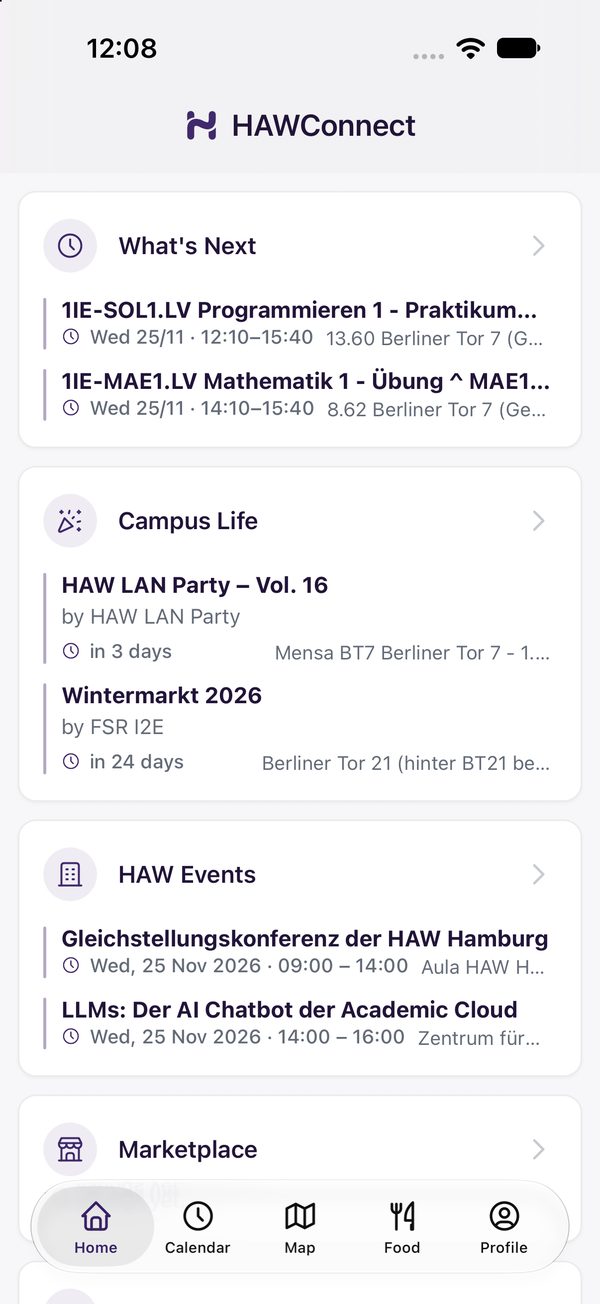 12:08
HAWConnect
What's Next
1IE-SOL1.LV Programmieren 1 - Praktikum...
Wed 25/11 · 12:10–15:40 13.60 Berliner Tor 7 (G...
1IE-MAE1.LV Mathematik 1 - Übung ^ MAE1...
Wed 25/11 · 14:10–15:40 8.62 Berliner Tor 7 (Ge...
Campus Life
HAW LAN Party – Vol. 16
by HAW LAN Party
in 3 days Mensa BT7 Berliner Tor 7 - 1....
Wintermarkt 2026
by FSR I2E
in 24 days Berliner Tor 21 (hinter BT21 be...
HAW Events
Gleichstellungskonferenz der HAW Hamburg
Wed, 25 Nov 2026 · 09:00 – 14:00 Aula HAW H...
LLMs: Der AI Chatbot der Academic Cloud
Wed, 25 Nov 2026 · 14:00 – 16:00 Zentrum für...
Marketplace
Home Calendar Map Food Profile